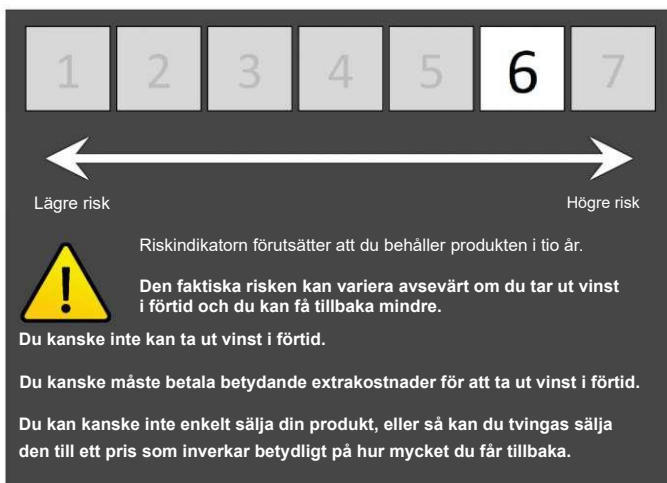 1 2 3 4 5 6 7
Lägre risk Högre risk
Riskindikatorn förutsätter att du behåller produkten i tio år.
Den faktiska risken kan variera avsevärt om du tar ut vinst
i förtid och du kan få tillbaka mindre.
Du kanske inte kan ta ut vinst i förtid.
Du kanske måste betala betydande extrakostnader för att ta ut vinst i förtid.
Du kan kanske inte enkelt sälja din produkt, eller så kan du tvingas sälja
den till ett pris som inverkar betydligt på hur mycket du får tillbaka.